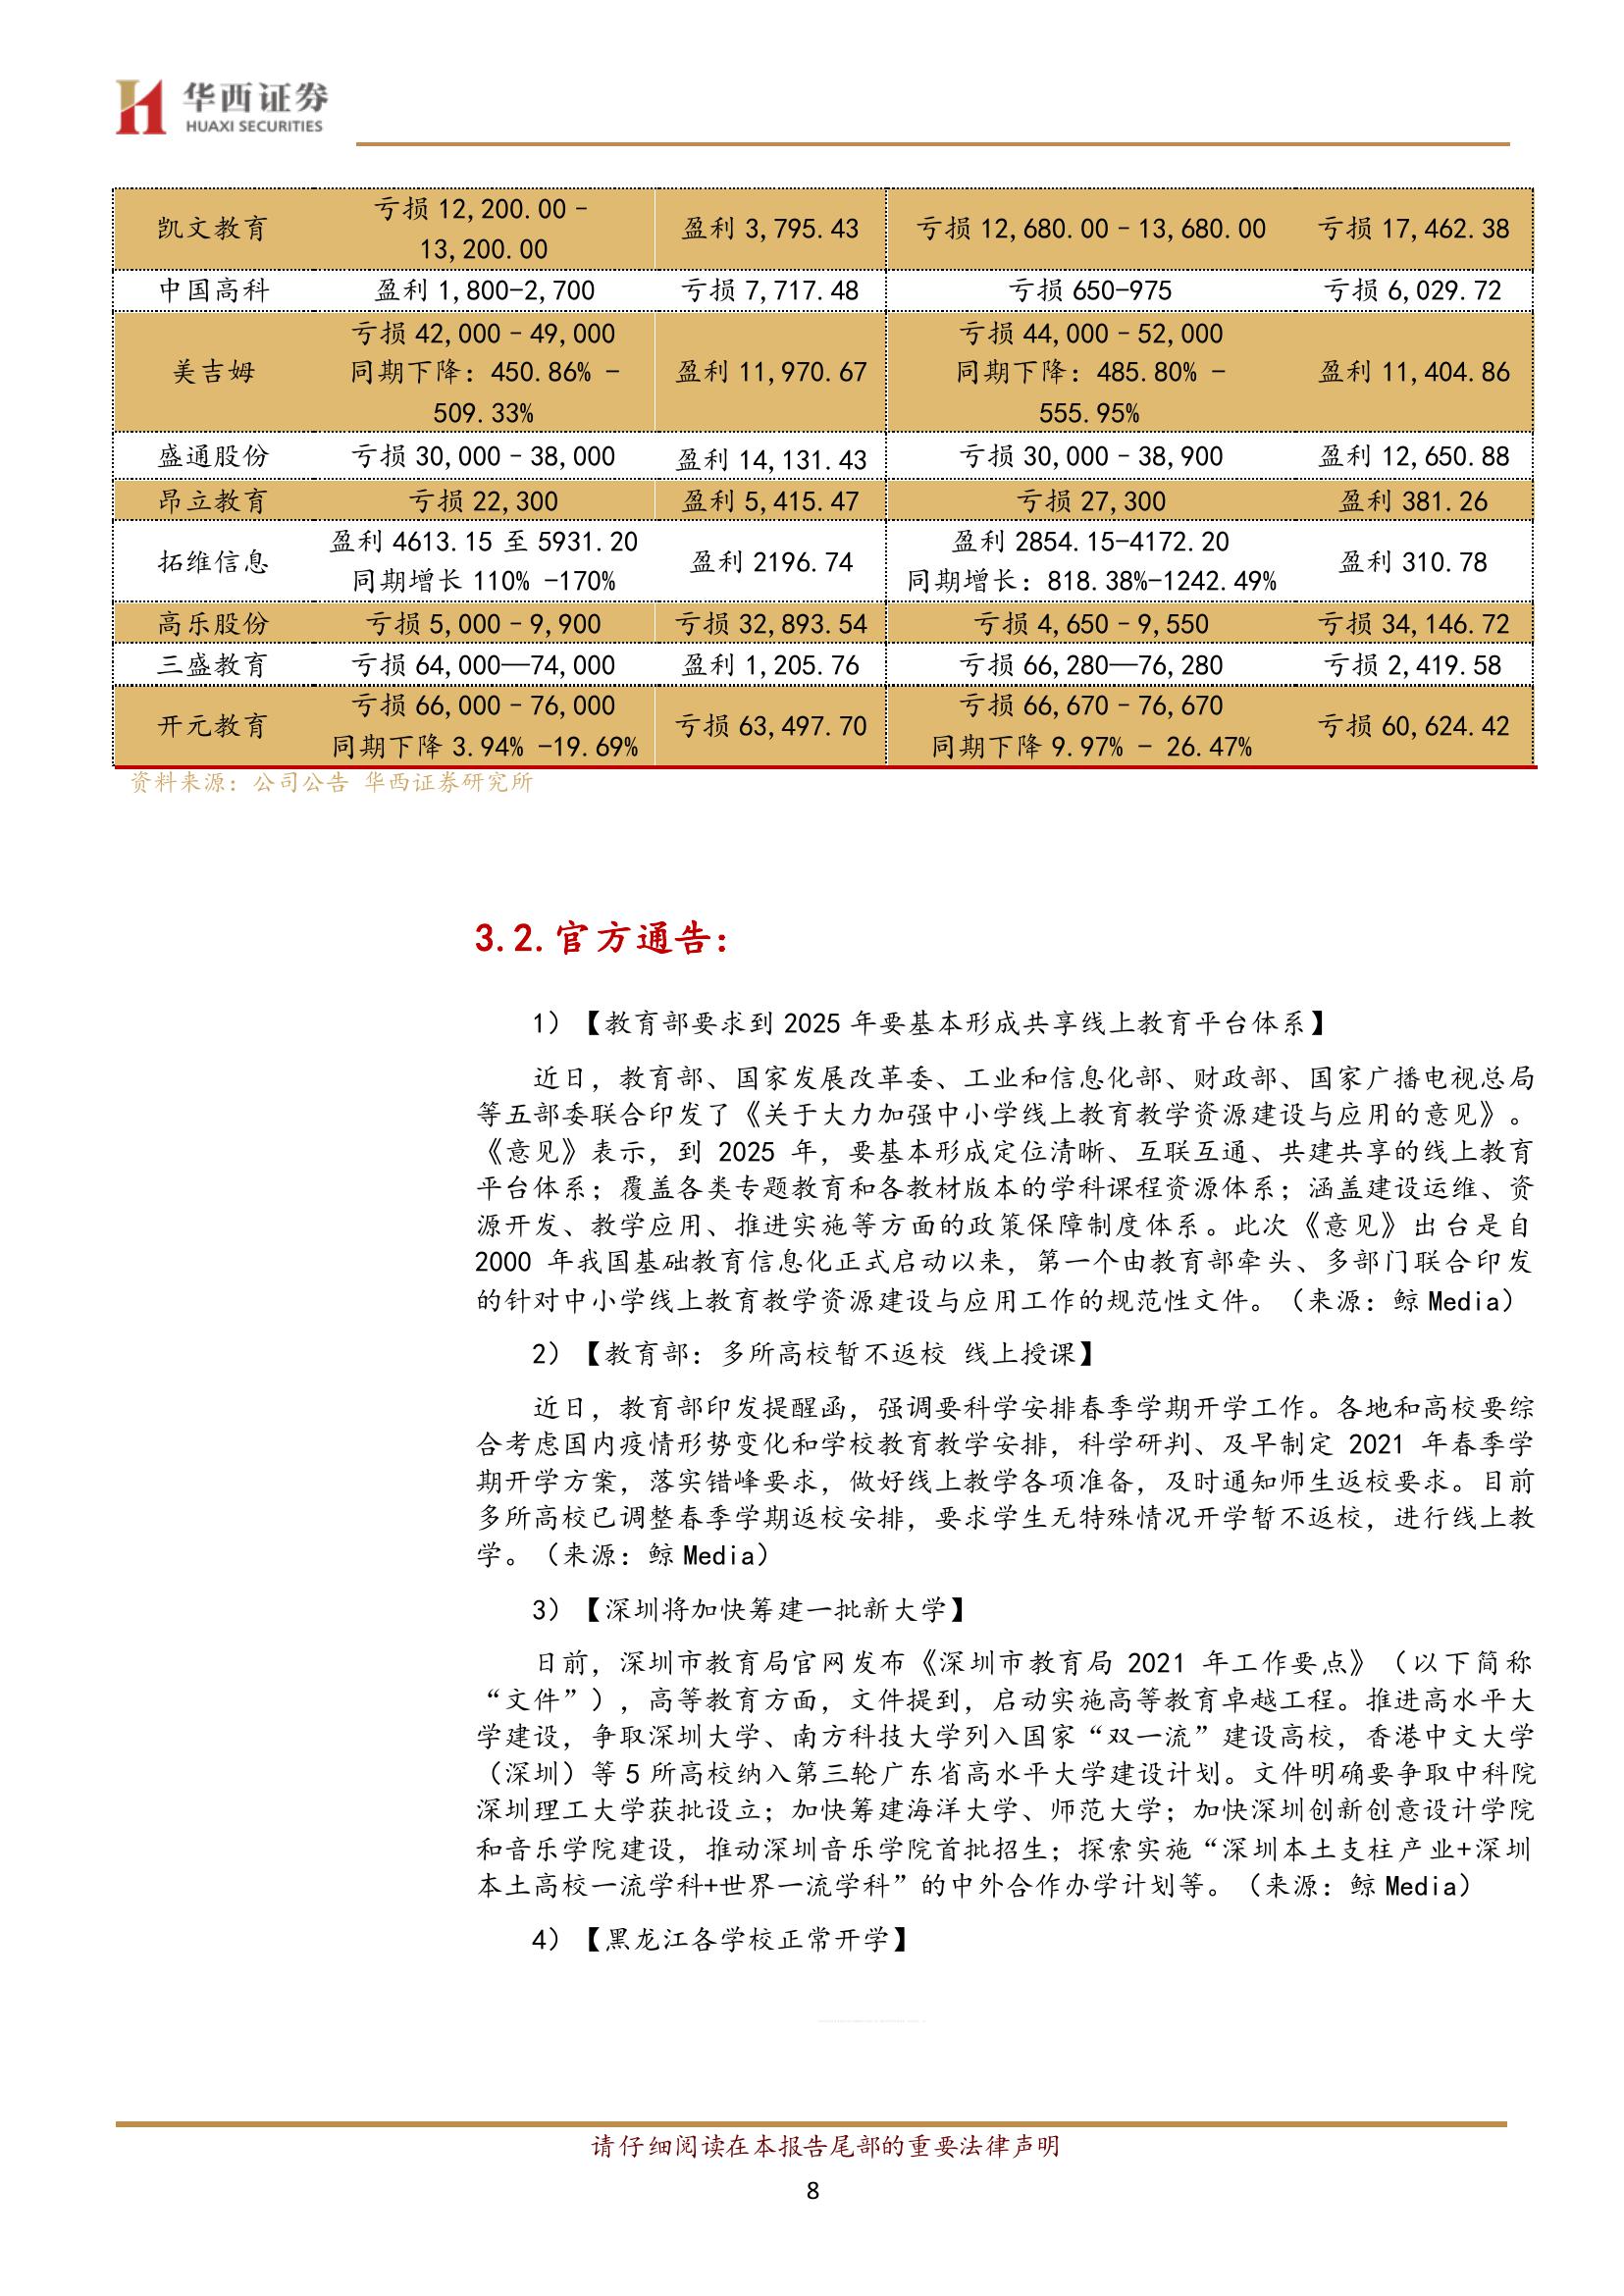 华西证券
HUAXI SECURITIES
凯文教育 亏损 12,200.00 – 13,200.00 盈利 3,795.43 亏损 12,680.00 – 13,680.00 亏损 17,462.38
中国高科 盈利 1,800-2,700 亏损 7,717.48 亏损 650-975 亏损 6,029.72
美吉姆 亏损 42,000 – 49,000 同期下降：450.86% - 509.33% 盈利 11,970.67 亏损 44,000 – 52,000 同期下降：485.80% - 555.95% 盈利 11,404.86
盛通股份 亏损 30,000 – 38,000 盈利 14,131.43 亏损 30,000 – 38,900 盈利 12,650.88
昂立教育 亏损 22,300 盈利 5,415.47 亏损 27,300 盈利 381.26
拓维信息 盈利 4613.15 至 5931.20 同期增长 110% -170% 盈利 2196.74 盈利 2854.15-4172.20 同期增长：818.38%-1242.49% 盈利 310.78
高乐股份 亏损 5,000 – 9,900 亏损 32,893.54 亏损 4,650 – 9,550 亏损 34,146.72
三盛教育 亏损 64,000—74,000 盈利 1,205.76 亏损 66,280—76,280 亏损 2,419.58
开元教育 亏损 66,000 – 76,000 同期下降 3.94% -19.69% 亏损 63,497.70 亏损 66,670 – 76,670 同期下降 9.97% - 26.47% 亏损 60,624.42
资料来源：公司公告 华西证券研究所
3.2.官方通告：
1）【教育部要求到 2025 年要基本形成共享线上教育平台体系】
近日，教育部、国家发展改革委、工业和信息化部、财政部、国家广播电视总局
等五部委联合印发了《关于大力加强中小学线上教育教学资源建设与应用的意见》。
《意见》表示，到 2025 年，要基本形成定位清晰、互联互通、共建共享的线上教育
平台体系；覆盖各类专题教育和各教材版本的学科课程资源体系；涵盖建设运维、资
源开发、教学应用、推进实施等方面的政策保障制度体系。此次《意见》出台是自
2000 年我国基础教育信息化正式启动以来，第一个由教育部牵头、多部门联合印发
的针对中小学线上教育教学资源建设与应用工作的规范性文件。（来源：鲸 Media）
2）【教育部：多所高校暂不返校 线上授课】
近日，教育部印发提醒函，强调要科学安排春季学期开学工作。各地和高校要综
合考虑国内疫情形势变化和学校教育教学安排，科学研判、及早制定 2021 年春季学
期开学方案，落实错峰要求，做好线上教学各项准备，及时通知师生返校要求。目前
多所高校已调整春季学期返校安排，要求学生无特殊情况开学暂不返校，进行线上教
学。（来源：鲸 Media）
3）【深圳将加快筹建一批新大学】
日前，深圳市教育局官网发布《深圳市教育局 2021 年工作要点》（以下简称
“文件”），高等教育方面，文件提到，启动实施高等教育卓越工程。推进高水平大
学建设，争取深圳大学、南方科技大学列入国家“双一流”建设高校，香港中文大学
（深圳）等 5 所高校纳入第三轮广东省高水平大学建设计划。文件明确要争取中科院
深圳理工大学获批设立；加快筹建海洋大学、师范大学；加快深圳创新创意设计学院
和音乐学院建设，推动深圳音乐学院首批招生；探索实施“深圳本土支柱产业+深圳
本土高校一流学科+世界一流学科”的中外合作办学计划等。（来源：鲸 Media）
4）【黑龙江各学校正常开学】
请仔细阅读在本报告尾部的重要法律声明
8